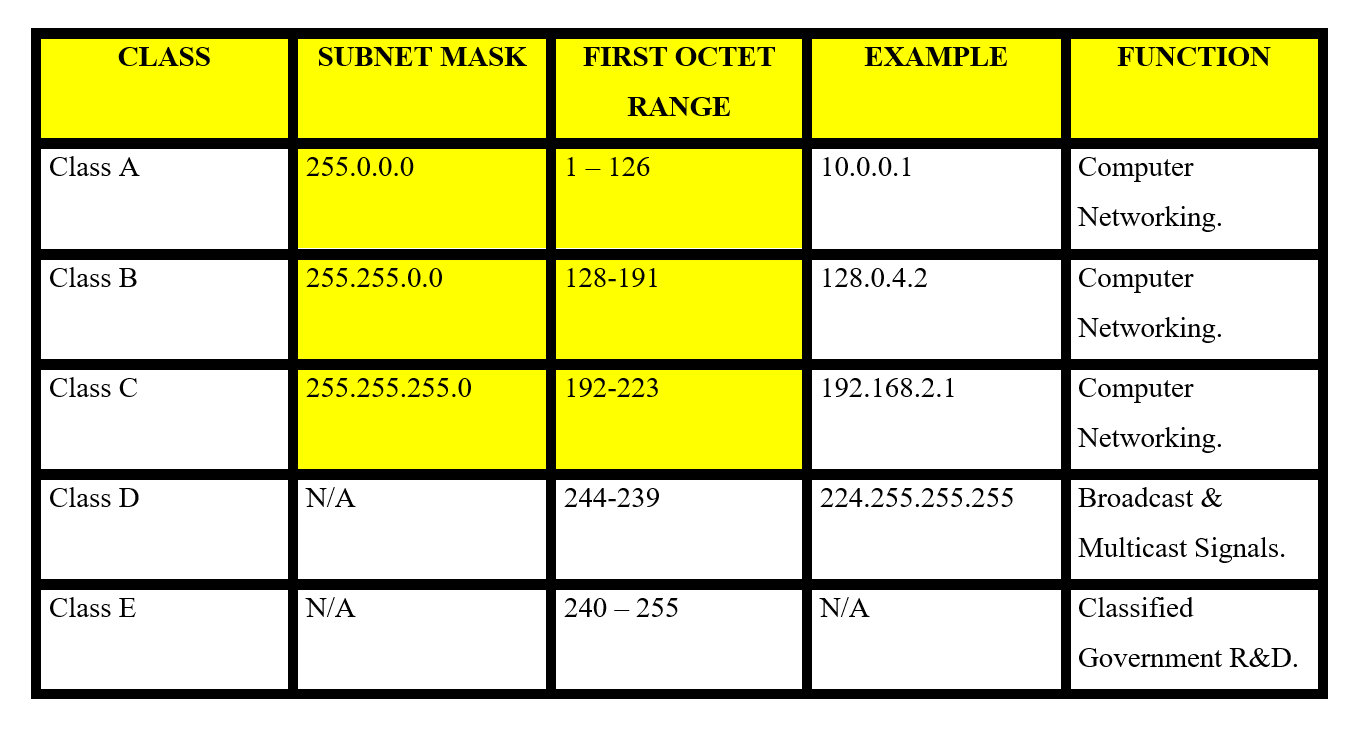 CLASS SUBNET MASK FIRST OCTET EXAMPLE FUNCTION
RANGE
Class A 255.0.0.0 1 – 126 10.0.0.1 Computer
Networking.
Class B 255.255.0.0 128-191 128.0.4.2 Computer
Networking.
Class C 255.255.255.0 192-223 192.168.2.1 Computer
Networking.
Class D N/A 244-239 224.255.255.255 Broadcast &
Multicast Signals.
Class E N/A 240 – 255 N/A Classified
Government R&D.